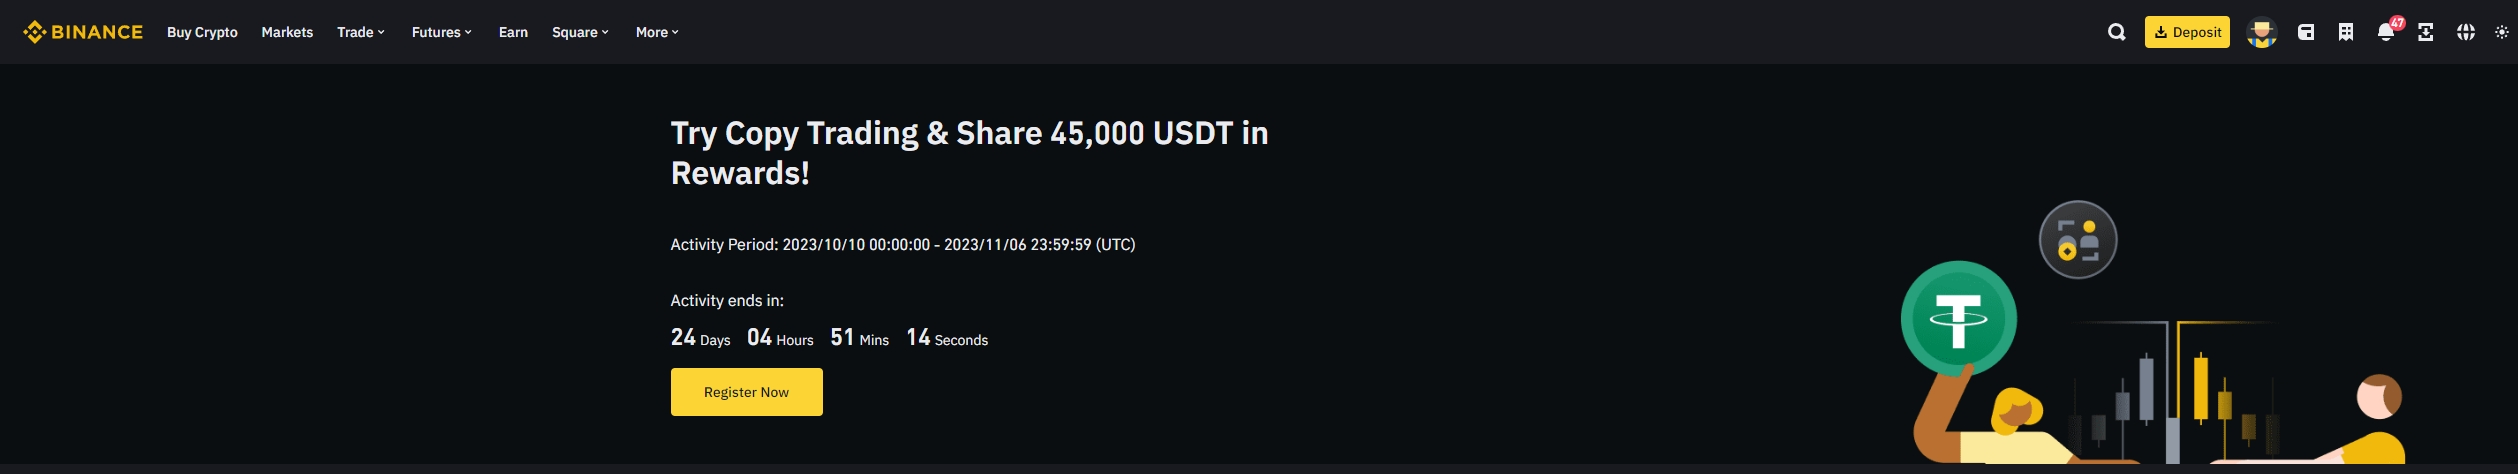 BINANCE Buy Crypto Markets Trade Futures Earn Square More Deposit 47
Try Copy Trading & Share 45,000 USDT in
Rewards!
Activity Period: 2023/10/10 00:00:00 - 2023/11/06 23:59:59 (UTC)
Activity ends in:
24 Days 04 Hours 51 Mins 14 Seconds
Register Now